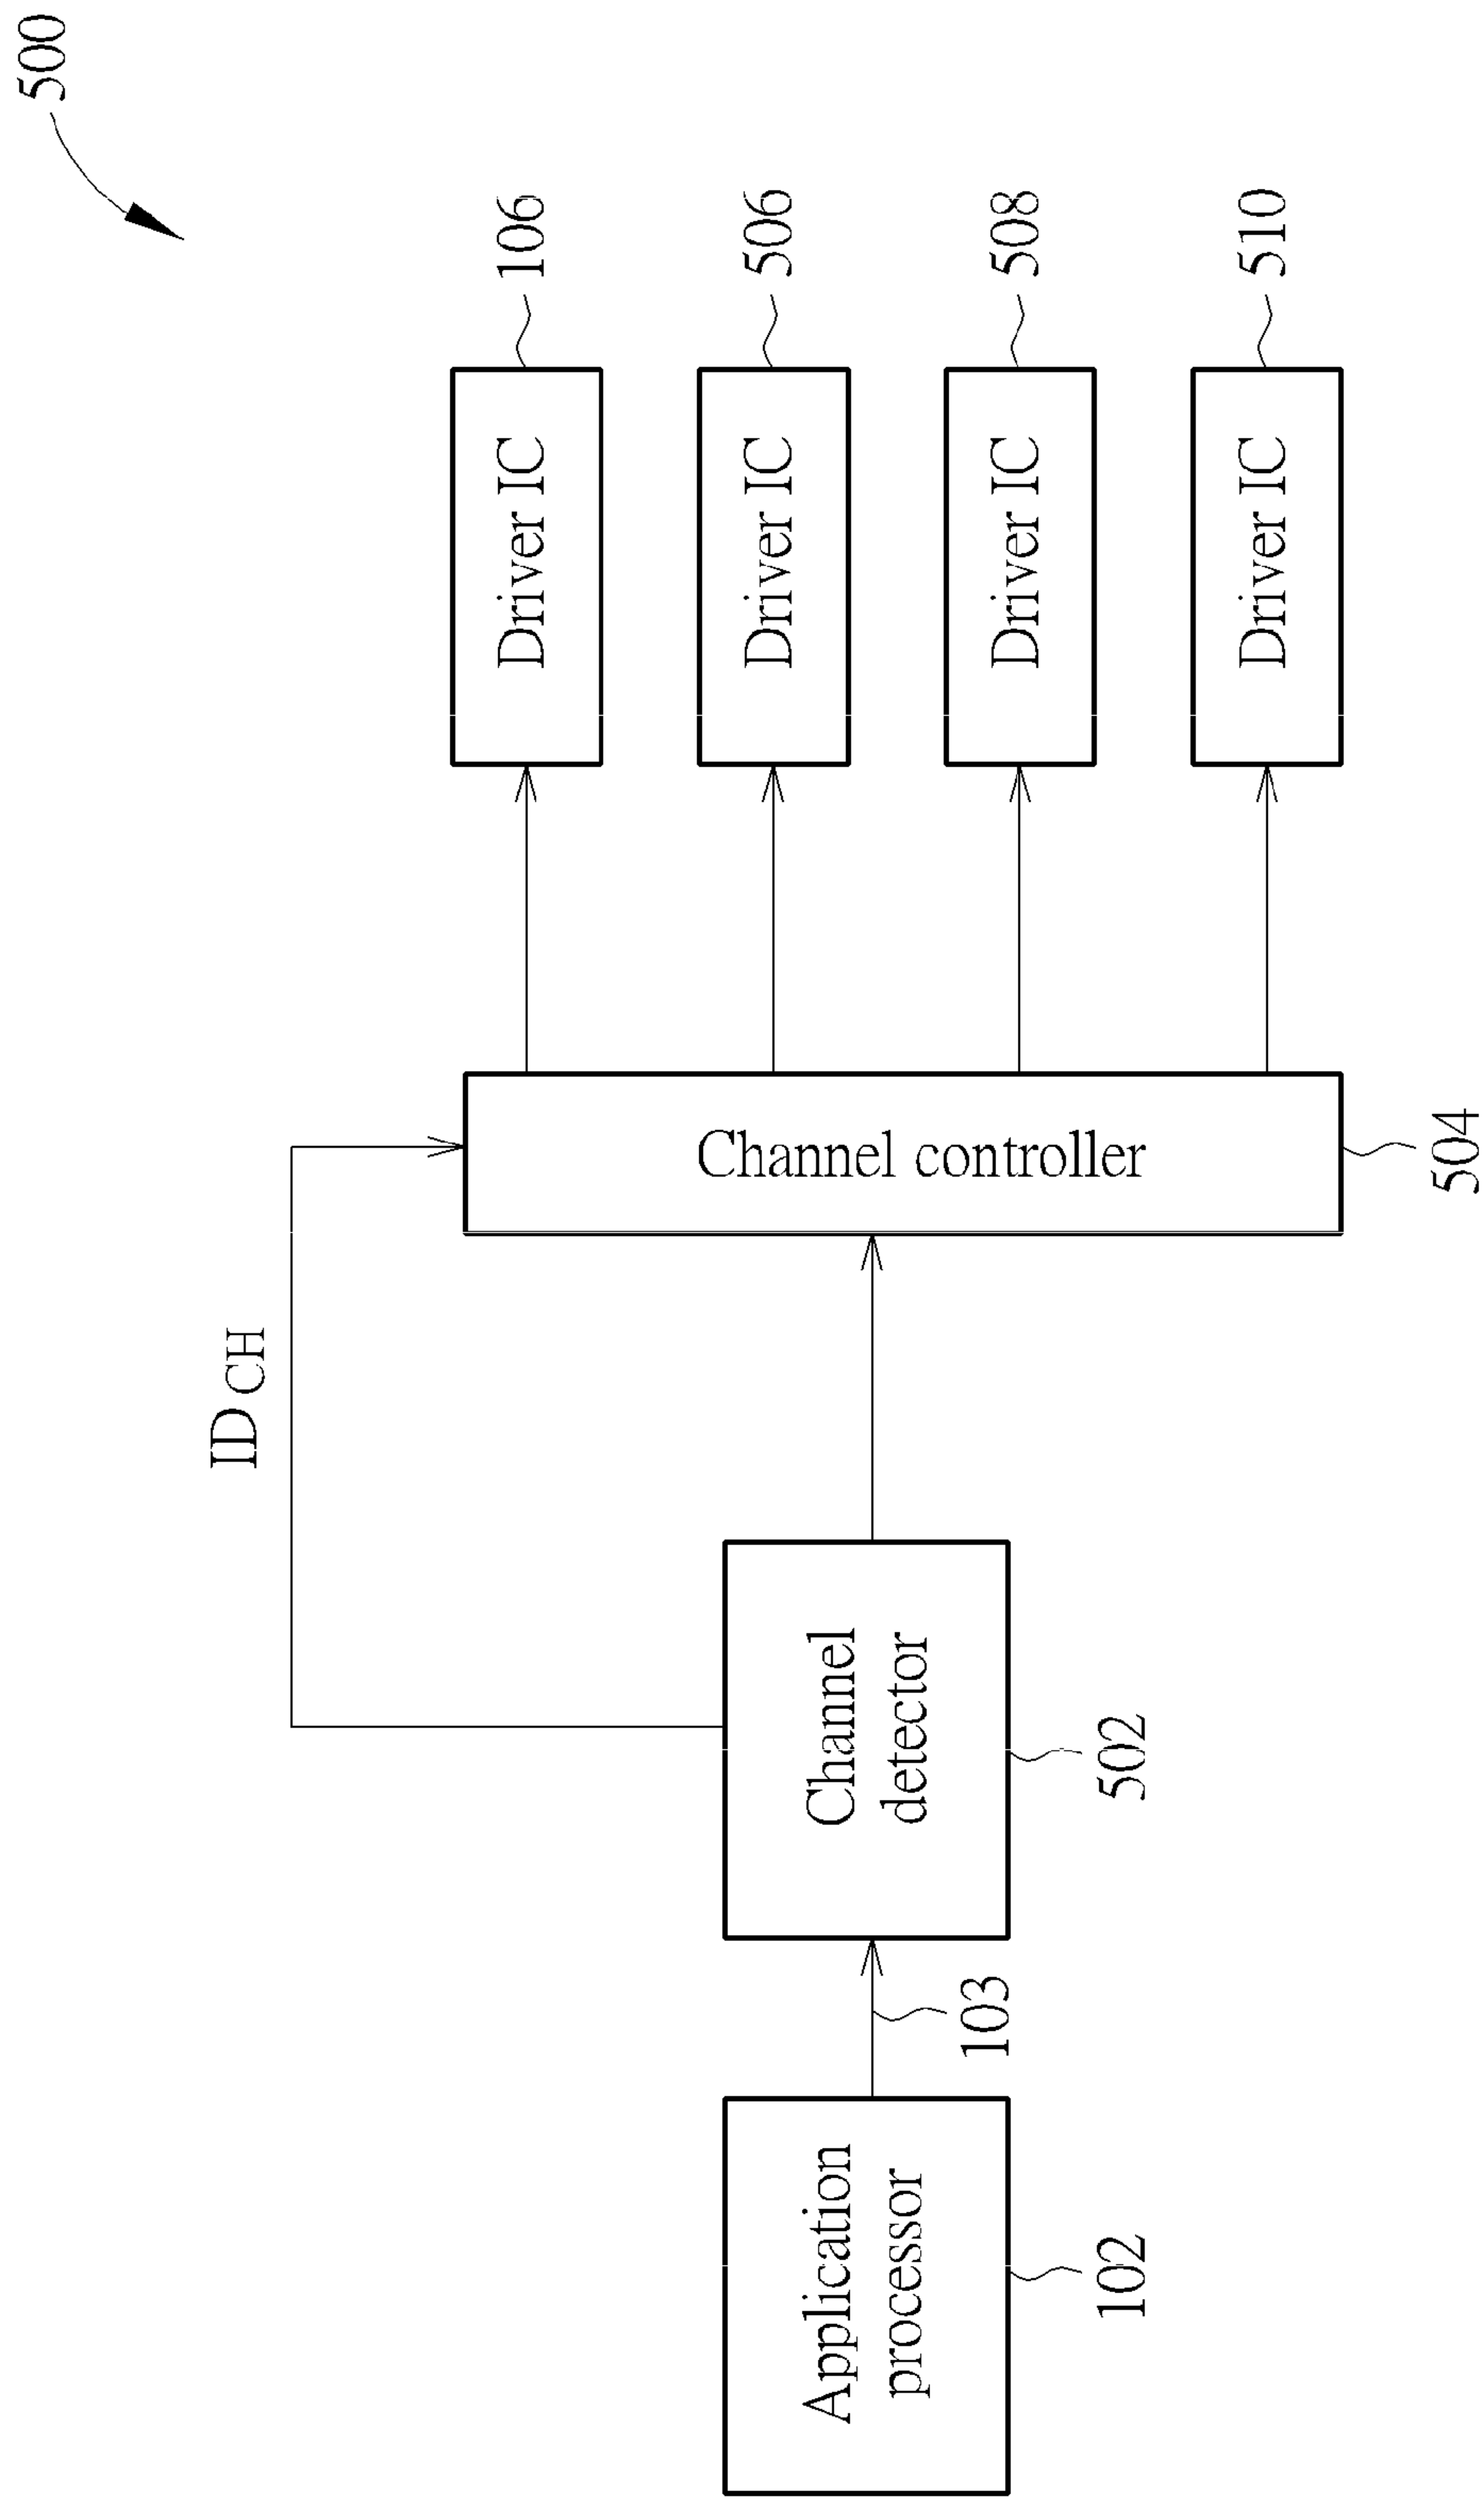 500
106
506
508
510
Driver IC
Driver IC
Driver IC
Driver IC
Channel controller
504
ID CH
Channel
detector
502
103
Application
processor
102